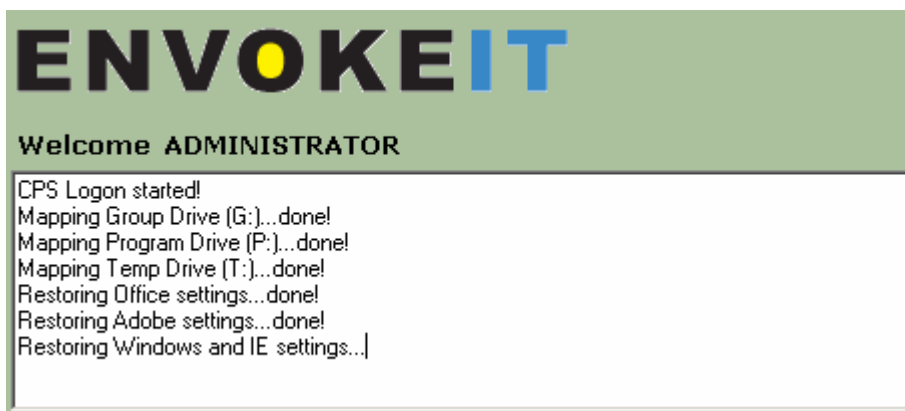 ENVOKEIT
Welcome ADMINISTRATOR
CPS Logon started!
Mapping Group Drive (G:)...done!
Mapping Program Drive (P:)...done!
Mapping Temp Drive (T:)...done!
Restoring Office settings...done!
Restoring Adobe settings...done!
Restoring Windows and IE settings...